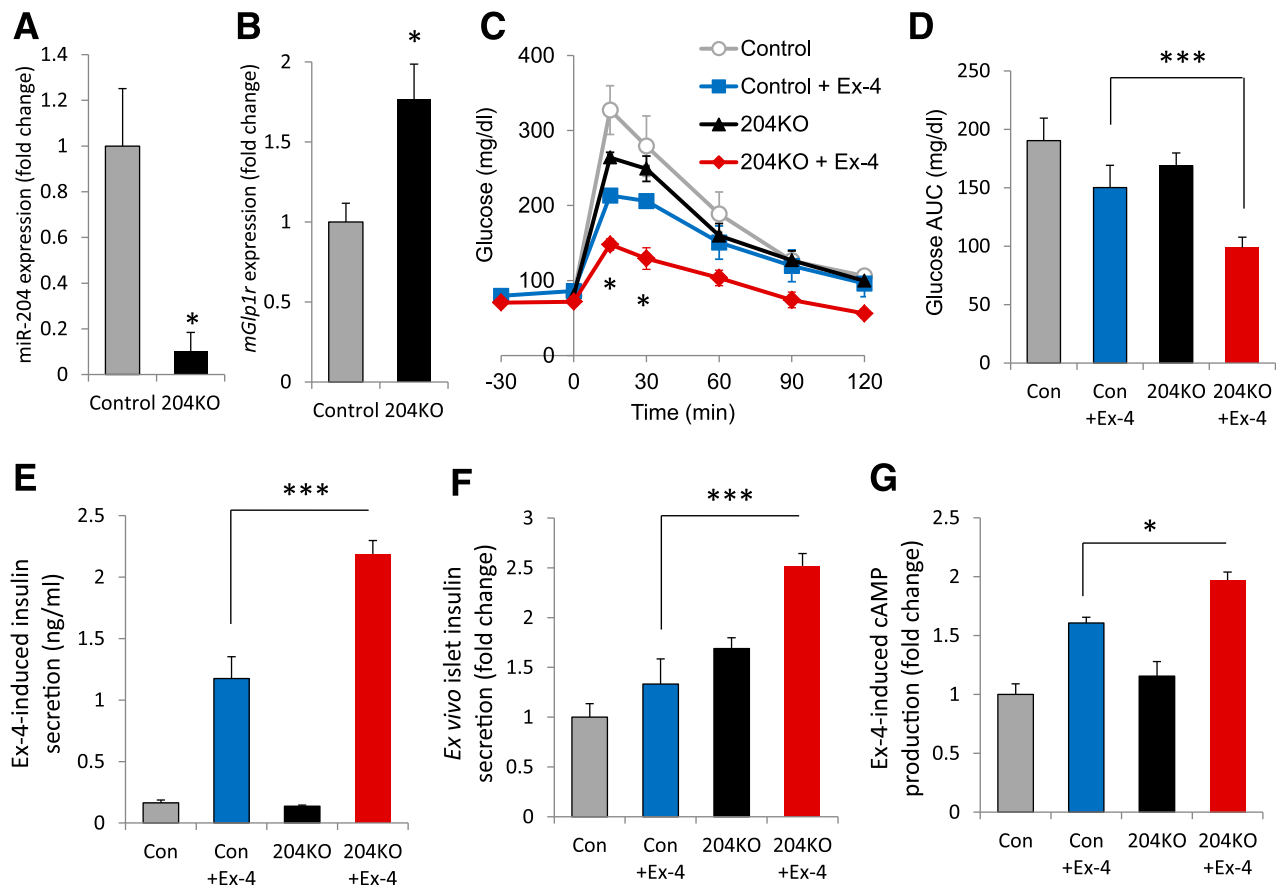 A
miR-204 expression (fold change)
1.4
1.2
1
0.8
0.6
0.4
0.2
0
*
Control 204KO
B
mGlp1r expression (fold change)
2
1.5
1
0.5
0
*
Control 204KO
C
Glucose (mg/dl)
400
300
200
100
0
Control
Control + Ex-4
204KO
204KO + Ex-4
* *
-30 0 30 60 90 120
Time (min)
D
Glucose AUC (mg/dl)
250
200
150
100
50
0
***
Con Con 204KO 204KO
+Ex-4 +Ex-4
E
Ex-4-induced insulin
secretion (ng/ml)
2.5
2
1.5
1
0.5
0
***
Con Con 204KO 204KO
+Ex-4 +Ex-4
F
Ex vivo islet insulin
secretion (fold change)
3
2.5
2
1.5
1
0.5
0
***
Con Con 204KO 204KO
+Ex-4 +Ex-4
G
Ex-4-induced cAMP
production (fold change)
2.5
2
1.5
1
0.5
0
*
Con Con 204KO 204KO
+Ex-4 +Ex-4